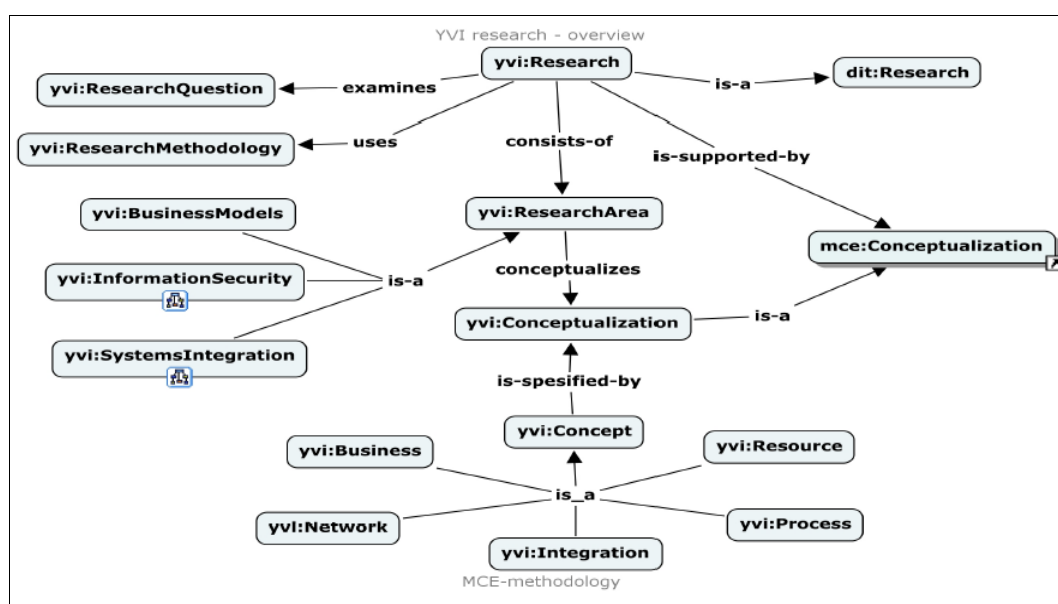 YVI research - overview
yvi:Research
dit:Research
is-a
yvi:ResearchQuestion
examines
yvi:ResearchMethodology
uses
consists-of
is-supported-by
yvi:BusinessModels
yvi:ResearchArea
mce:Conceptualization
yvi:InformationSecurity
is-a
conceptualizes
yvi:SystemsIntegration
yvi:Conceptualization
is-a
is-spesified-by
yvi:Concept
yvi:Business
yvi:Resource
is_a
yvl:Network
yvi:Process
yvi:Integration
MCE-methodology